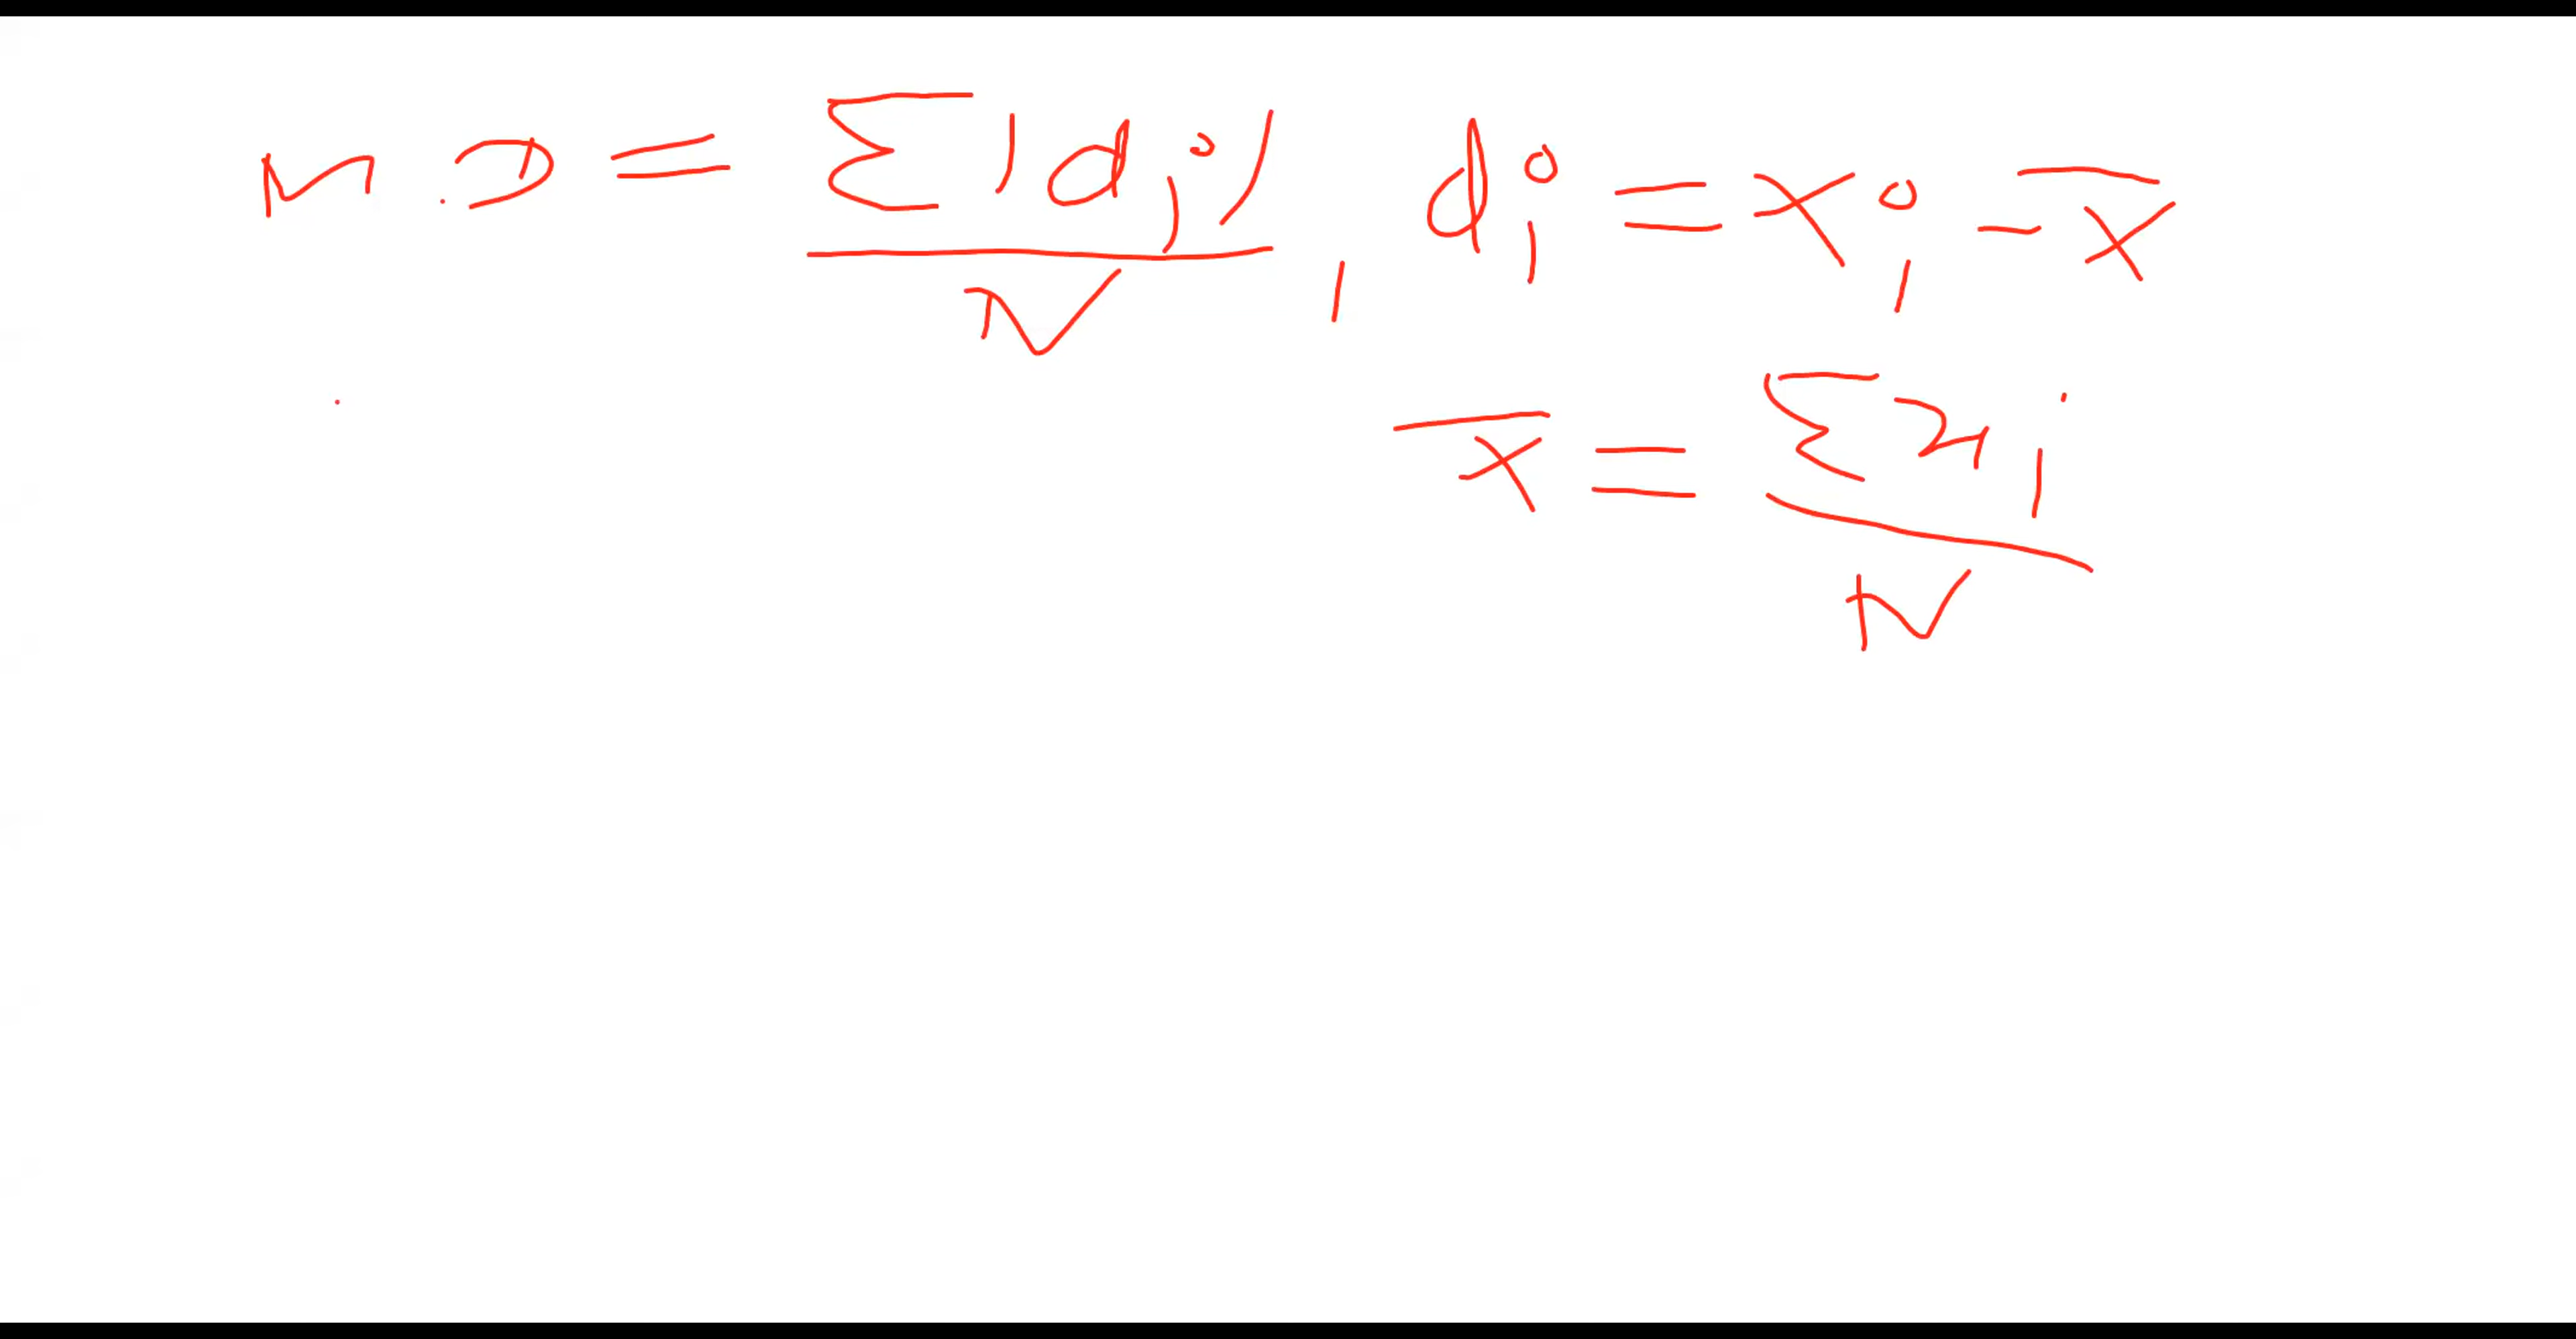 M.D = Σ|di| / N , di = xi - x̄
x̄ = Σxi / N